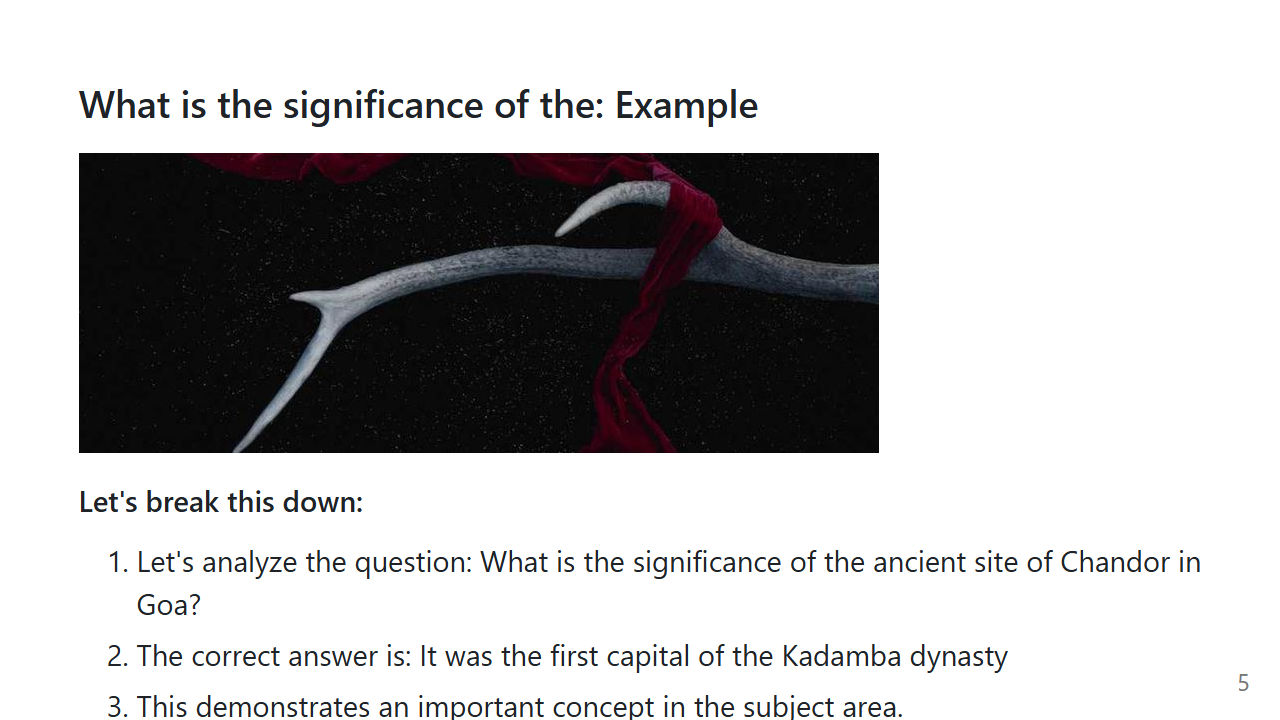 What is the significance of the: Example
Let's break this down:
1. Let's analyze the question: What is the significance of the ancient site of Chandor in
Goa?
2. The correct answer is: It was the first capital of the Kadamba dynasty
5
3. This demonstrates an important concept in the subject area.